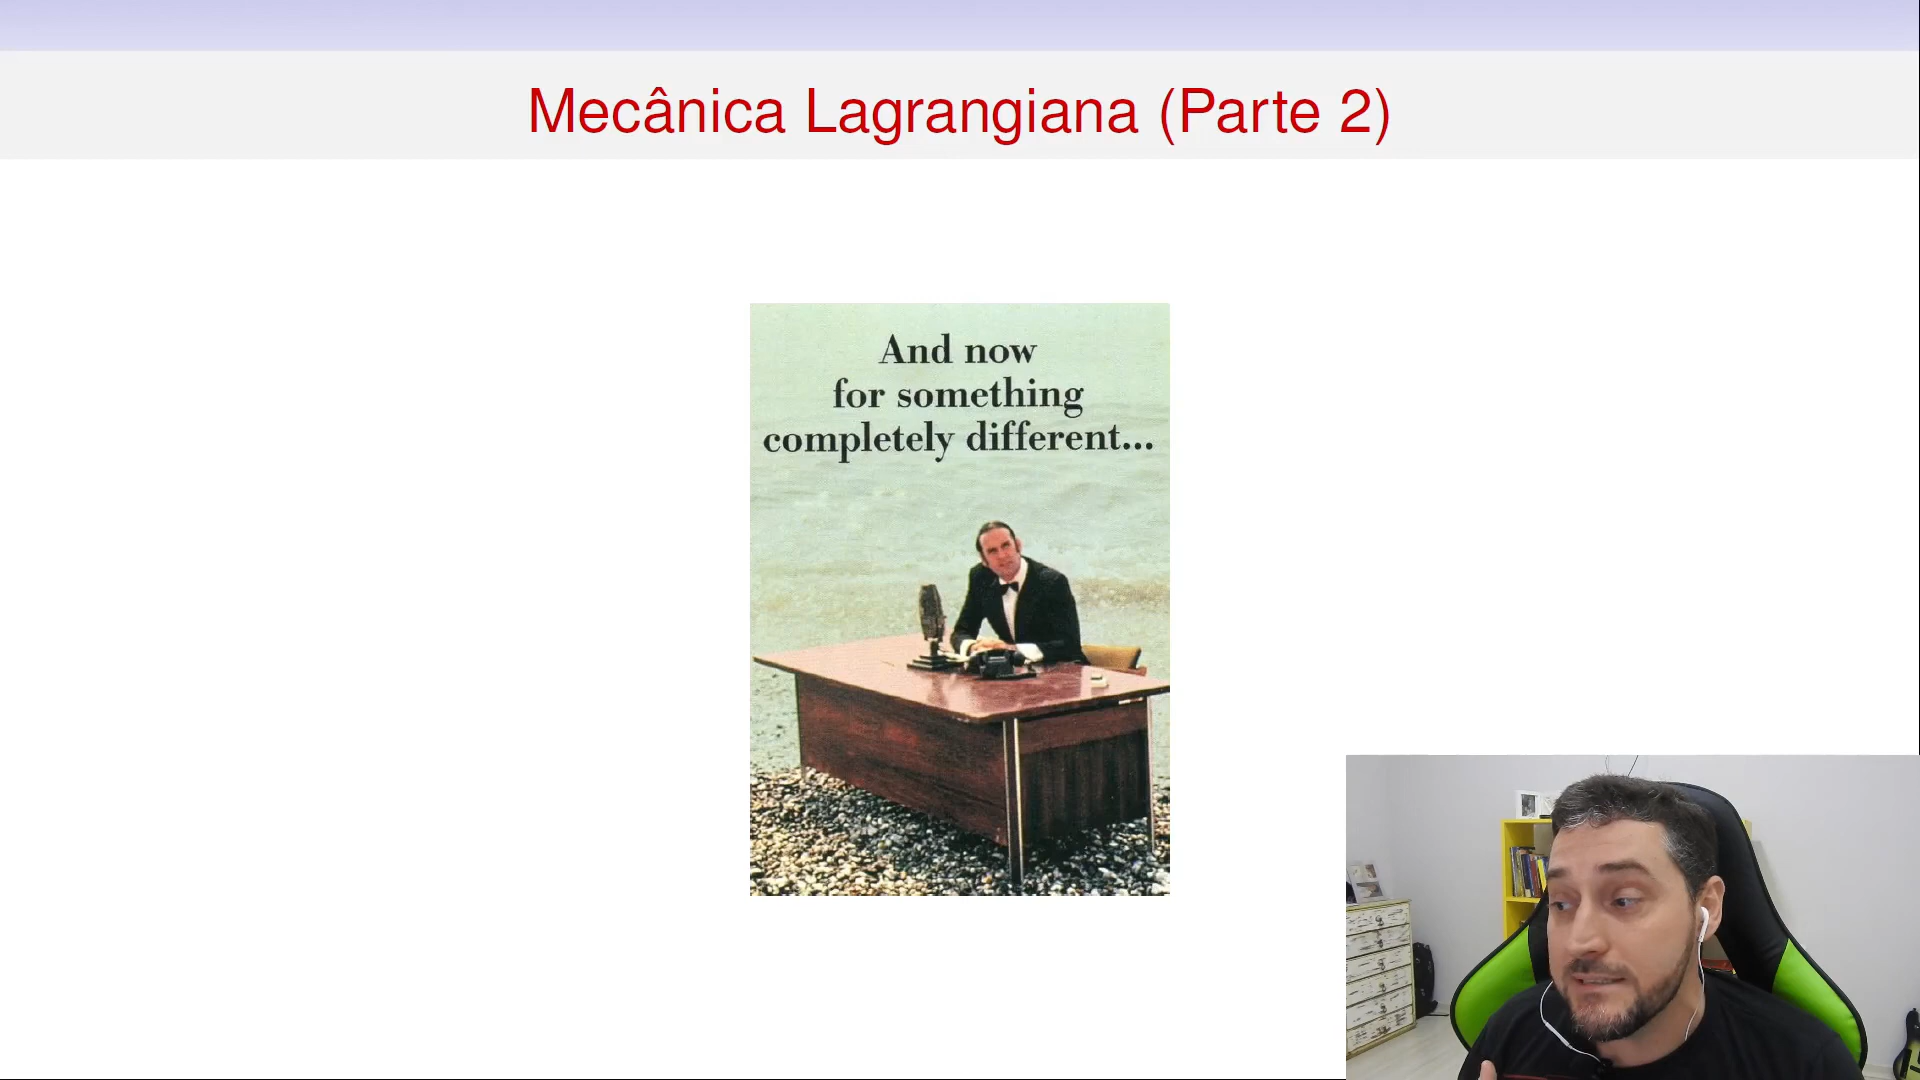 Mecânica Lagrangiana (Parte 2)
And now
for something
completely different...